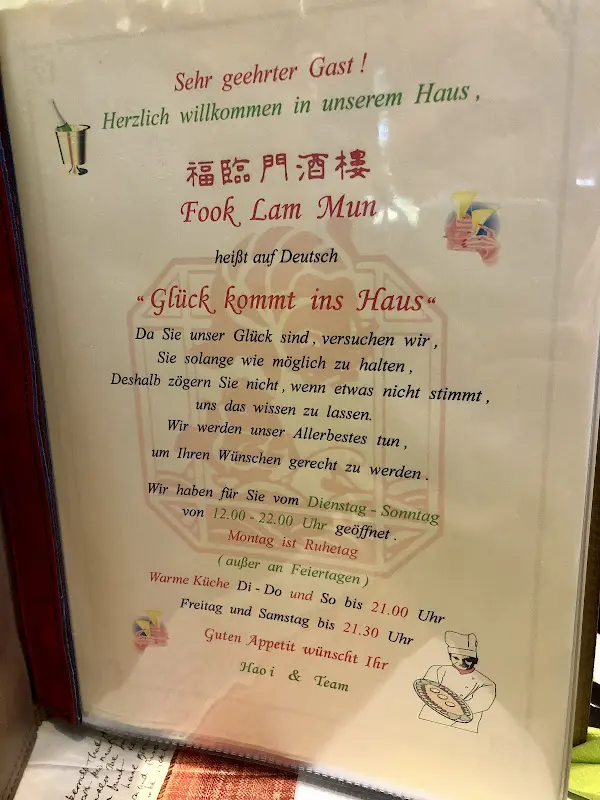 Sehr geehrter Gast !
Herzlich willkommen in unserem Haus ,
福臨門酒樓
Fook Lam Mun
heißt auf Deutsch
“ Glück kommt ins Haus “
Da Sie unser Glück sind , versuchen wir ,
Sie solange wie möglich zu halten ,
Deshalb zögern Sie nicht , wenn etwas nicht stimmt ,
uns das wissen zu lassen.
Wir werden unser Allerbestes tun ,
um Ihren Wünschen gerecht zu werden .
Wir haben für Sie vom Dienstag - Sonntag
von 12.00 - 22.00 Uhr geöffnet .
Montag ist Ruhetag
( außer an Feiertagen )
Warme Küche Di - Do und So bis 21.00 Uhr
Freitag und Samstag bis 21.30 Uhr
Guten Appetit wünscht Ihr
Hao i & Team